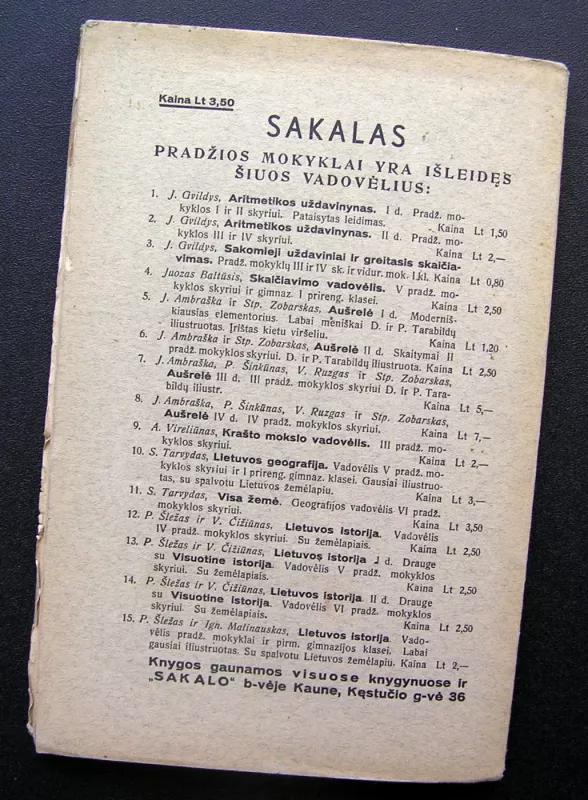 Kaina Lt 3,50
SAKALAS
PRADŽIOS MOKYKLAI YRA IŠLEIDĘS
ŠIUOS VADOVĖLIUS:
1. J. Gvildys, Aritmetikos uždavinynas. I d. Pradž. mo-
kyklos I ir II skyriui. Pataisytas leidimas. Kaina Lt 1,50
2. J. Gvildys, Aritmetikos uždavinynas. II d. Pradž. mo-
kyklos III ir IV skyriui. Kaina Lt 2,—
3. J. Gvildys, Sakomieji uždaviniai ir greitasis skaičia-
vimas. Pradž. mokyklų III ir IV sk. ir vidur. mok. I kl. Kaina Lt 0,80
4. Juozas Baltūsis, Skaičiavimo vadovėlis. V pradž. mo-
kyklos skyriui ir gimnaz. I prireng. klasei. Kaina Lt 2,50
5. J. Ambraška ir Stp. Zobarskas, Aušrelė I d. Moderniš-
kiausias elementorius. Labai meniškai D. ir P. Tarabildų
iliustruotas. Įrištas kietu viršeliu. Kaina Lt 1,20
6. J. Ambraška ir Stp. Zobarskas, Aušrelė II d. Skaitymai II
pradž. mokyklos skyriui. D. ir P. Tarabildų iliustruota. Kaina Lt 2,50
7. J. Ambraška, P. Šinkūnas, V. Ruzgas ir Stp. Zobarskas,
Aušrelė III d. III pradž. mokyklos skyriui D. ir P. Tara-
bildų iliustr. Kaina Lt 5,—
8. J. Ambraška, P. Šinkūnas, V. Ruzgas ir Stp. Zobarskas,
Aušrelė IV d. IV pradž. mokyklos skyriui. Kaina Lt 7,—
9. A. Vireliūnas, Krašto mokslo vadovėlis. III pradž. mo-
kyklos skyriui. Kaina Lt 2,—
10. S. Tarvydas, Lietuvos geografija. Vadovėlis V pradž. mo-
kyklos skyriui ir I prireng. gimnaz. klasei. Gausiai iliustruo-
tas, su spalvotu Lietuvos žemėlapiu. Kaina Lt 3,—
11. S. Tarvydas, Visa žemė. Geografijos vadovėlis VI pradž.
mokyklos skyriui. Kaina Lt 3,50
12. P. Šležas ir V. Čižiūnas, Lietuvos istorija. Vadovėlis
IV pradž. mokyklos skyriui. Su žemėlapiais. Kaina Lt 2,50
13. P. Šležas ir V. Čižiūnas, Lietuvos istorija I d. Drauge
su Visuotine istorija. Vadovėlis V pradž. mokyklos
skyriui. Su žemėlapiais. Kaina Lt 2,50
14. P. Šležas ir V. Čižiūnas, Lietuvos istorija II d. Drauge
su Visuotine istorija. Vadovėlis VI pradž. mokyklos
skyriui. Su žemėlapiais. Kaina Lt 2,50
15. P. Šležas ir Ign. Malinauskas, Lietuvos istorija. Vado-
vėlis pradž. mokyklai ir pirm. gimnazijos klasei. Labai
gausiai iliustruotas. Su spalvotu Lietuvos žemėlapiu. Kaina Lt 2,—
Knygos gaunamos visuose knygynuose ir
„SAKALO“ b-vėje Kaune, Kęstučio g-vė 36